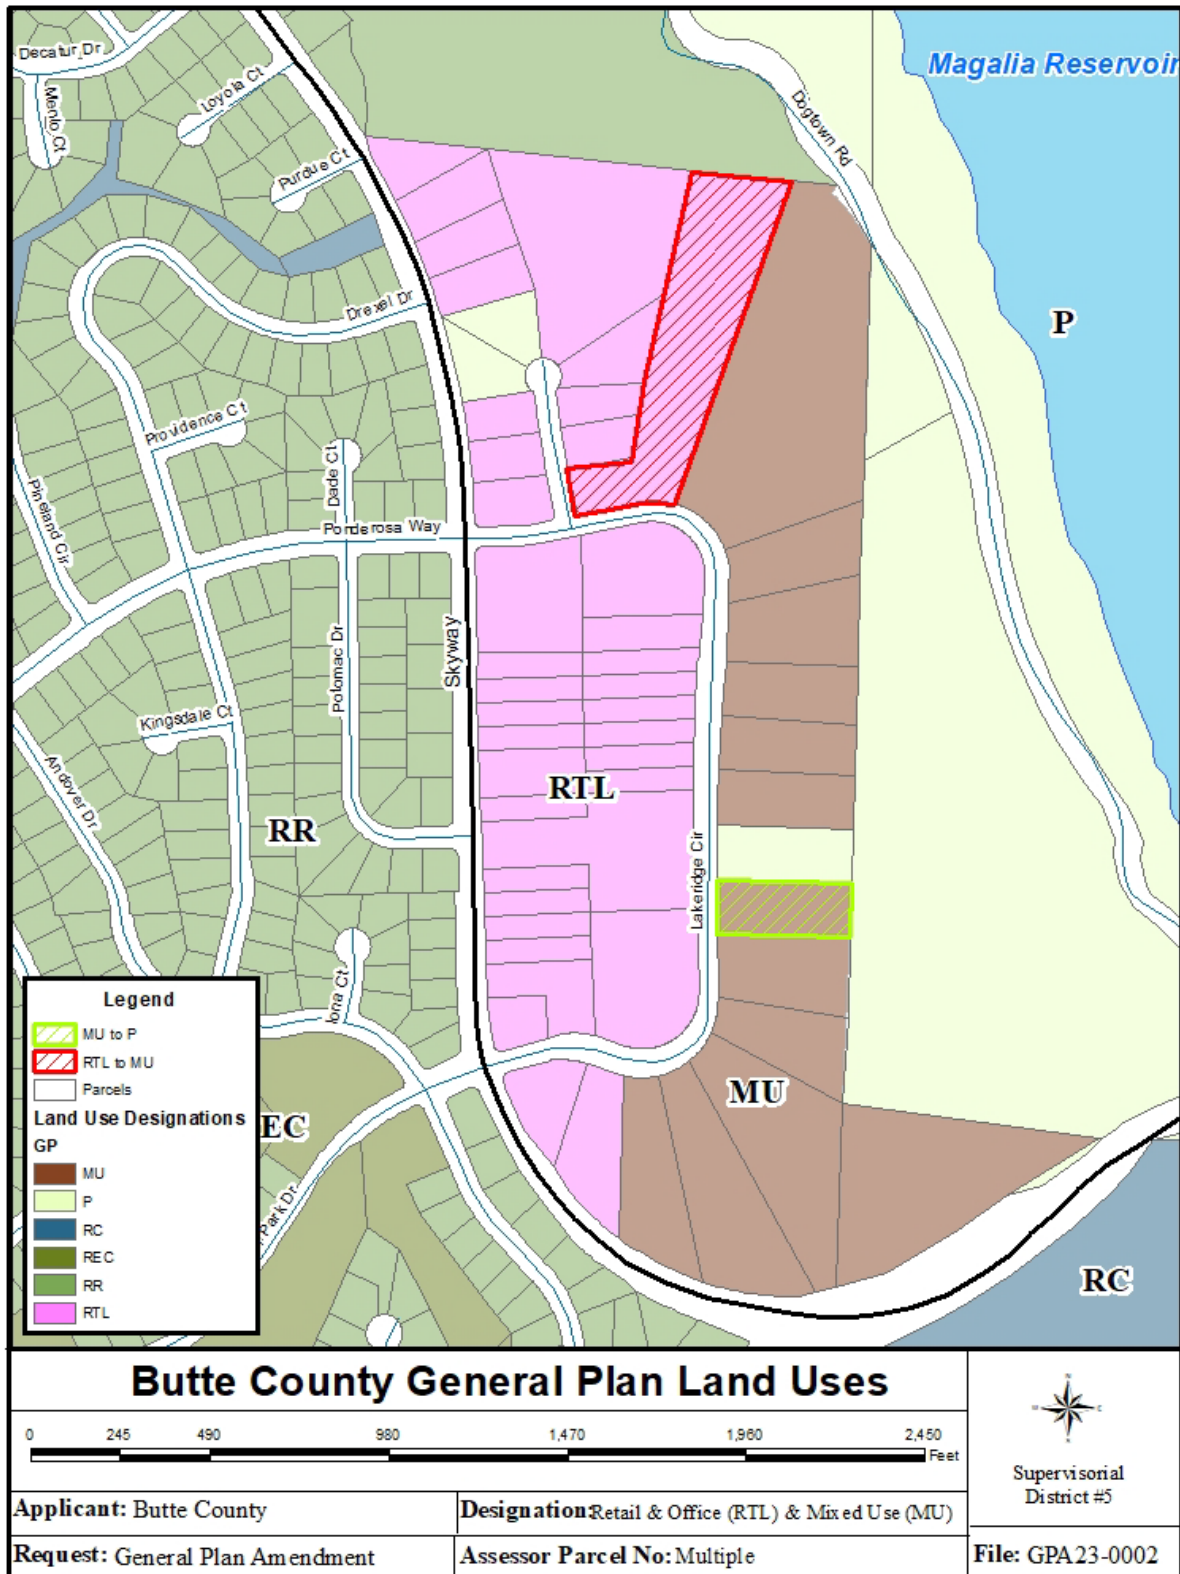 Decatur Dr
Menlo Ct
Loyola Ct
Purdue Ct
Magalia Reservoir
Dogtown Rd
P
Drexel Dr
Providence Ct
Dade Ct
Pineland Cir
Ponderosa Way
Skyway
Potomac Dr
Kingsdale Ct
Andover Dr
RR
RTL
Lakeridge Cir
Iona Ct
MU
EC
Park Dr
RC
Legend
MU to P
RTL to MU
Parcels
Land Use Designations
GP
MU
P
RC
REC
RR
RTL
Butte County General Plan Land Uses
0 245 490 980 1,470 1,960 2,450
Feet
N
Supervisorial
District #5
Applicant: Butte County
Designation:Retail & Office (RTL) & Mixed Use (MU)
Request: General Plan Amendment
Assessor Parcel No: Multiple
File: GPA23-0002